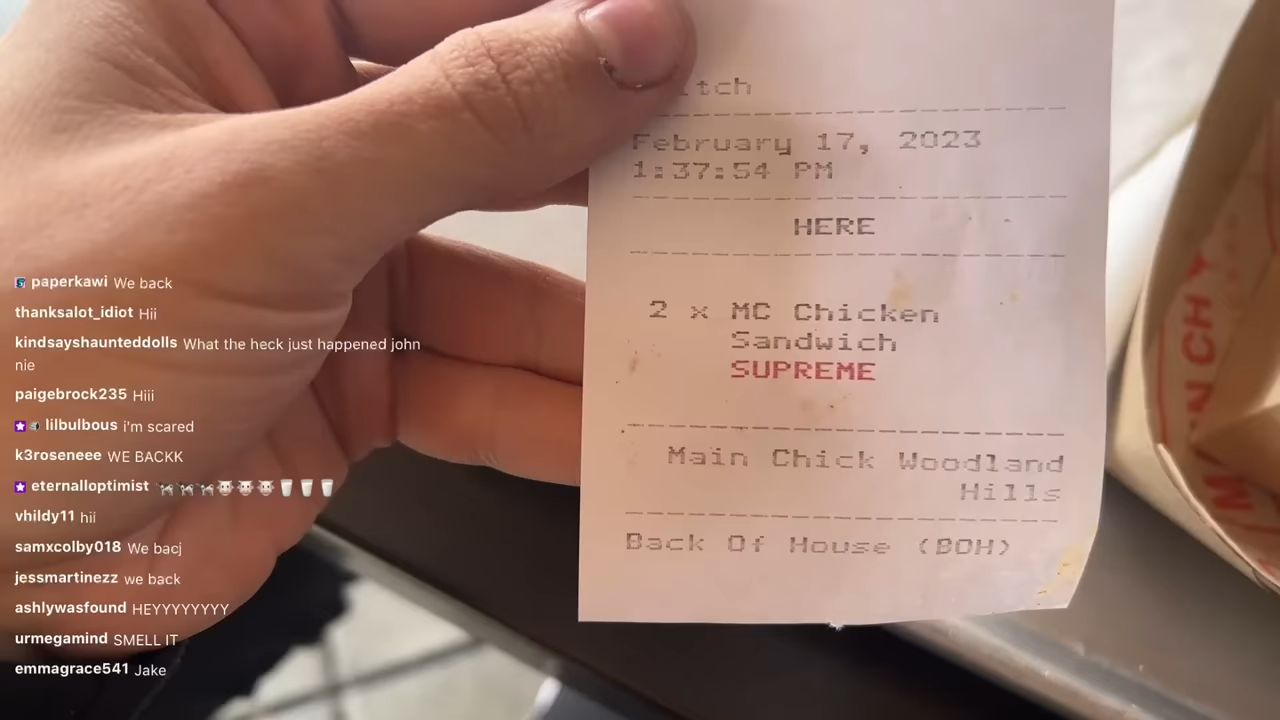 February 17, 2023
1:37:54 PM
HERE
2 x MC Chicken
Sandwich
SUPREME
Main Chick Woodland
Hills
Back Of House (BOH)
paperkawi We back
thanksalot_idiot Hii
kindsayshaunteddolls What the heck just happened john
nie
paigebrock235 Hiii
lilbulbous i'm scared
k3roseneee WE BACKK
eternalloptimist 🐄🐄🐄🐮🐮🐮🥛🥛🥛
vhildy11 hii
samxcolby018 We bacj
jessmartinezz we back
ashlywasfound HEYYYYYYYY
urmegamind SMELL IT
emmagrace541 Jake